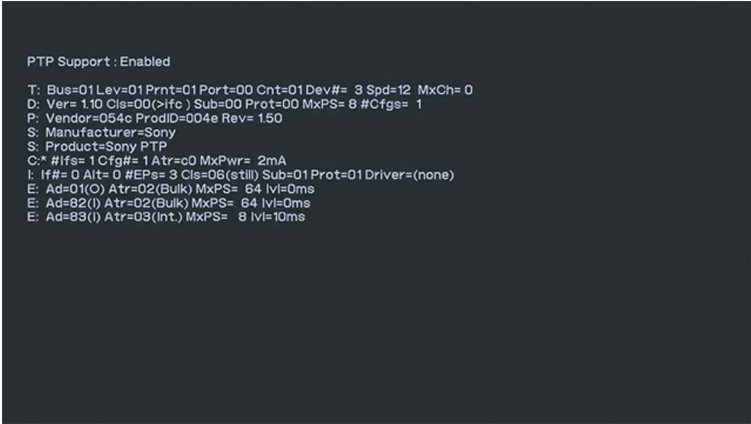 PTP Support : Enabled
T: Bus=01 Lev=01 Prnt=01 Port=00 Cnt=01 Dev#= 3 Spd=12 MxCh= 0
D: Ver= 1.10 Cls=00(>ifc ) Sub=00 Prot=00 MxPS= 8 #Cfgs= 1
P: Vendor=054c ProdID=004e Rev= 1.50
S: Manufacturer=Sony
S: Product=Sony PTP
C:* #Ifs= 1 Cfg#= 1 Atr=c0 MxPwr= 2mA
I: If#= 0 Alt= 0 #EPs= 3 Cls=06(still) Sub=01 Prot=01 Driver=(none)
E: Ad=01(O) Atr=02(Bulk) MxPS= 64 Ivl=0ms
E: Ad=82(I) Atr=02(Bulk) MxPS= 64 Ivl=0ms
E: Ad=83(I) Atr=03(Int.) MxPS= 8 Ivl=10ms